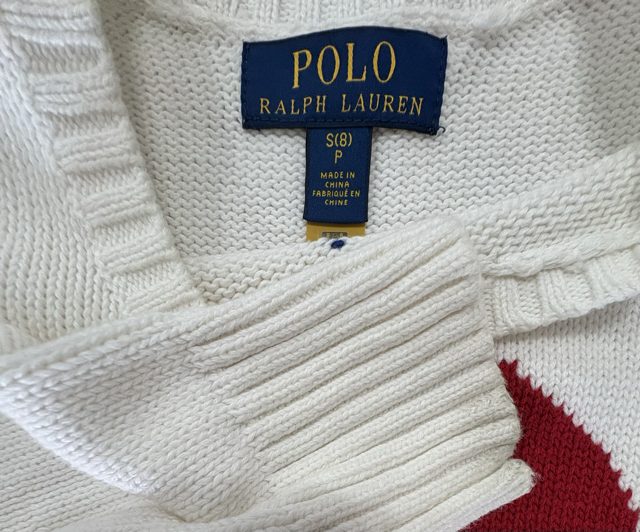 POLO
RALPH LAUREN
S(8)
P
MADE IN
CHINA
FABRIQUÉ EN
CHINE